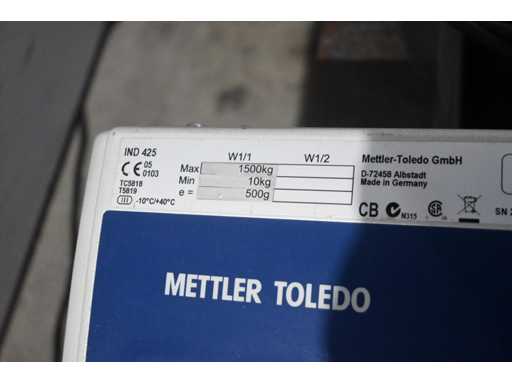 IND 425
CE 05 0103
TC5818
T5819
III -10°C/+40°C
W1/1 W1/2
Max 1500kg
Min 10kg
e = 500g
Mettler-Toledo GmbH
D-72458 Albstadt
Made in Germany
CB N315
SN 2
METTLER TOLEDO